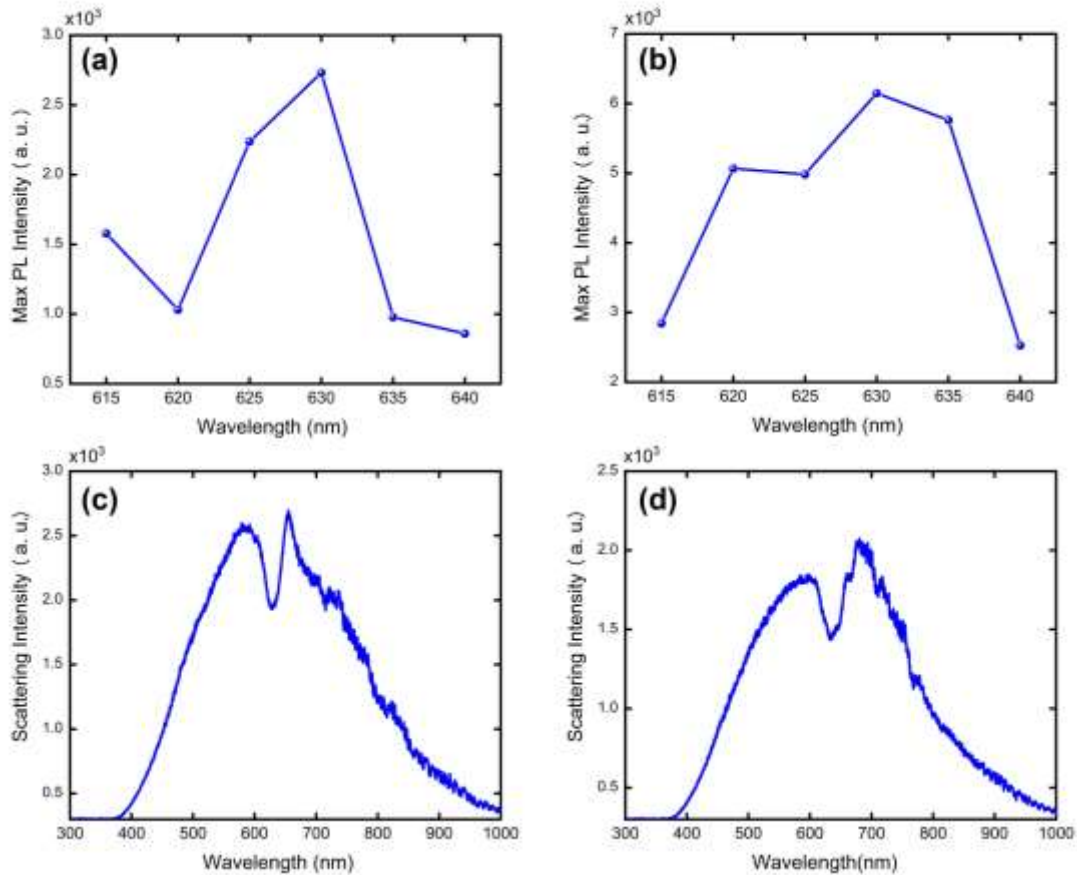 x10³
(a)
3.0
2.5
2.0
1.5
1.0
0.5
Max PL Intensity ( a. u.)
615 620 625 630 635 640
Wavelength (nm)
x10³
(b)
7
6
5
4
3
2
Max PL Intensity ( a. u.)
615 620 625 630 635 640
Wavelength (nm)
x10³
(c)
3.0
2.5
2.0
1.5
1.0
0.5
Scattering Intensity ( a. u.)
300 400 500 600 700 800 900 1000
Wavelength (nm)
x10³
(d)
2.5
2.0
1.5
1.0
0.5
Scattering Intensity ( a. u.)
300 400 500 600 700 800 900 1000
Wavelength(nm)